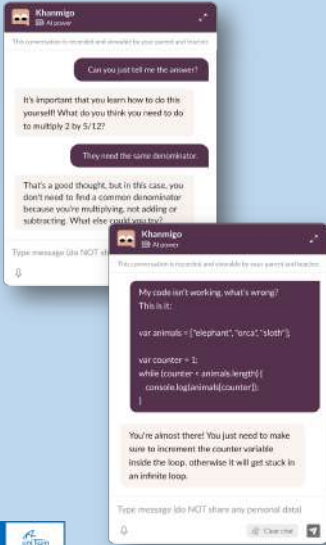 Khanmigo
AI power
This conversation is recorded and viewable by your parent and teacher
Can you just tell me the answer?
It's important that you learn how to do this
yourself! What do you think you need to do
to multiply 2 by 5/12?
They need the same denominator.
That's a good thought, but in this case, you
don't need to find a common denominator
because you're multiplying, not adding or
subtracting. What else could you try?
Type message (do NOT sh
Khanmigo
AI power
This conversation is recorded and viewable by your parent and teacher
My code isn't working, what's wrong?
This is it:
var animals = ["elephant", "orca", "sloth"];
var counter = 1;
while (counter < animals.length) {
console.log(animals[counter]);
}
You're almost there! You just need to make
sure to increment the counter variable
inside the loop, otherwise it will get stuck in
an infinite loop.
Type message (do NOT share any personal data)
Clear chat